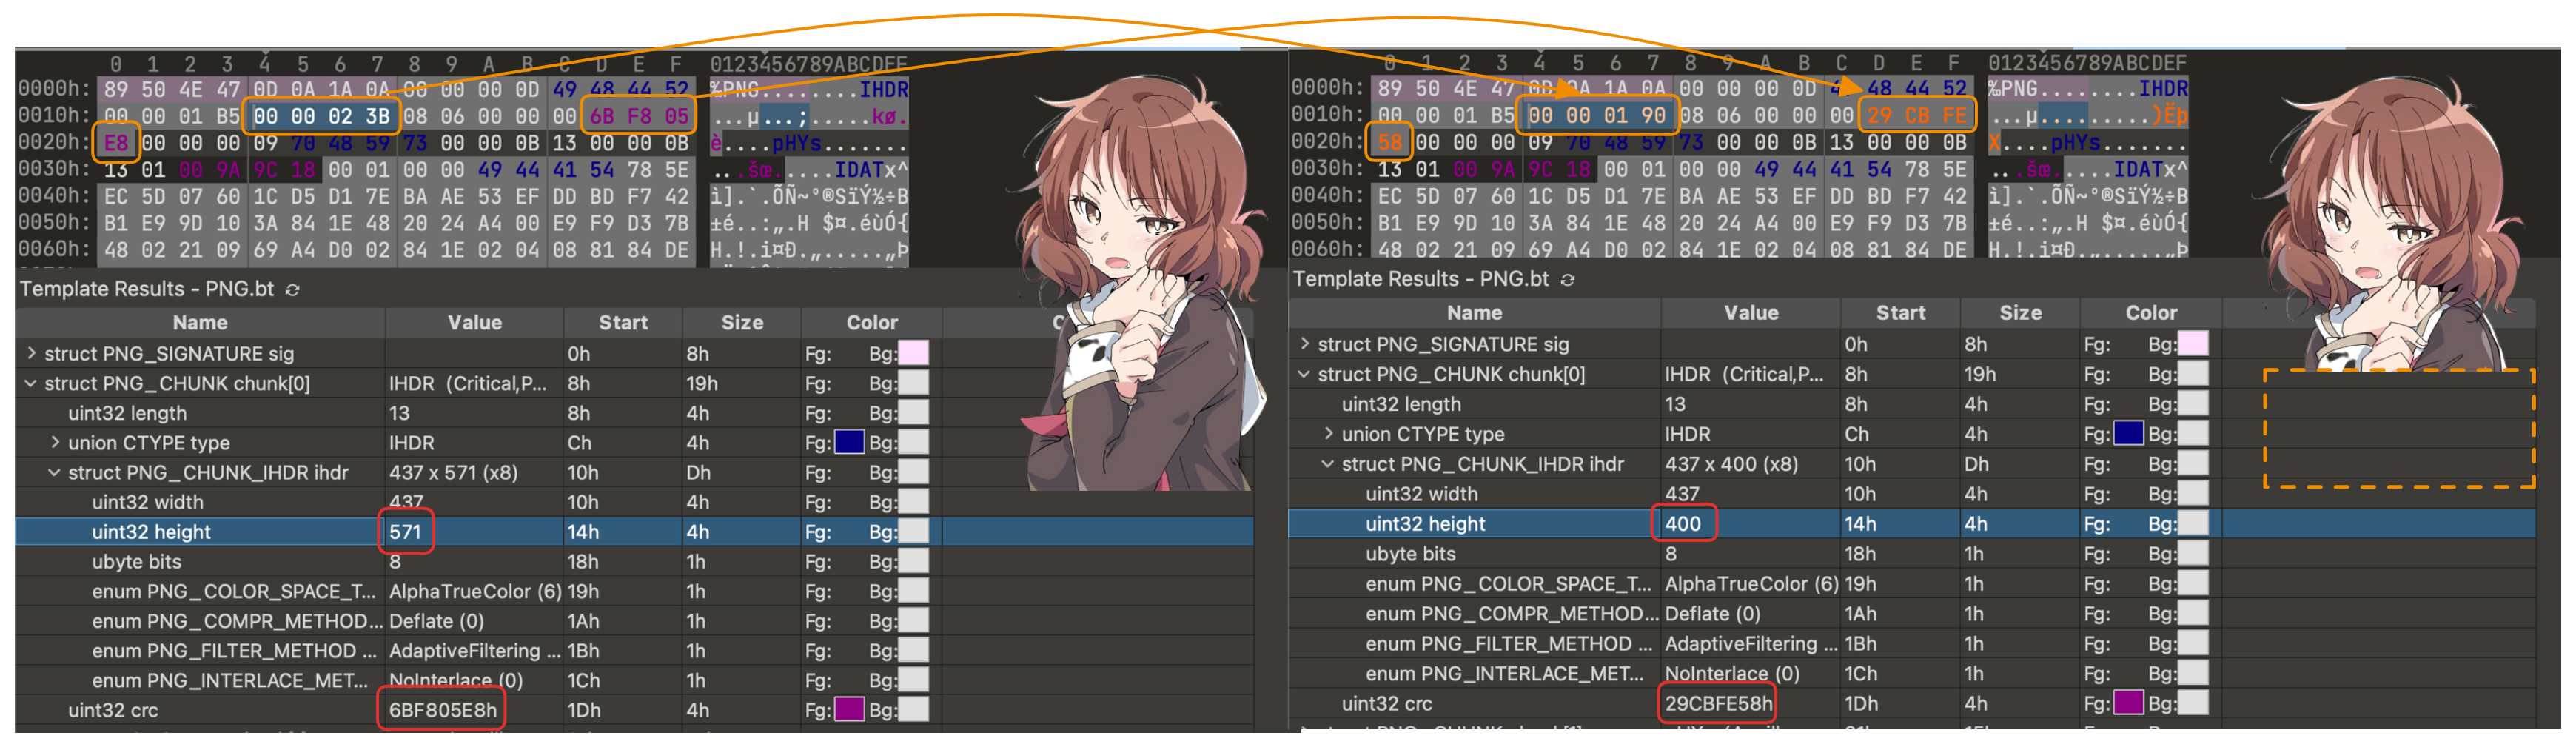 0 1 2 3 4 5 6 7 8 9 A B C D E F 0123456789ABCDEF
0000h: 89 50 4E 47 0D 0A 1A 0A 00 00 00 0D 49 48 44 52 ‰PNG........IHDR
0010h: 00 00 01 B5 00 00 02 3B 08 06 00 00 00 6B F8 05 ...µ...;.....kø.
0020h: E8 00 00 00 09 70 48 59 73 00 00 0B 13 00 00 0B è....pHYs.......
0030h: 13 01 00 9A 9C 18 00 01 00 00 49 44 41 54 78 5E ...šœ.....IDATx^
0040h: EC 5D 07 60 1C D5 D1 7E BA AE 53 EF DD BD F7 42 ì].`.ÕÑ~º®SïÝ½÷B
0050h: B1 E9 9D 10 3A 84 1E 48 20 24 A4 00 E9 F9 D3 7B ±é..:„.H $¤.éùÓ{
0060h: 48 02 21 09 69 A4 D0 02 84 1E 02 04 08 81 84 DE H.!.i¤Ð.„.....„Þ
Template Results - PNG.bt
Name Value Start Size Color
struct PNG_SIGNATURE sig 0h 8h Fg: Bg:
struct PNG_CHUNK chunk[0] IHDR (Critical,P... 8h 19h Fg: Bg:
uint32 length 13 8h 4h Fg: Bg:
union CTYPE type IHDR Ch 4h Fg: Bg:
struct PNG_CHUNK_IHDR ihdr 437 x 571 (x8) 10h Dh Fg: Bg:
uint32 width 437 10h 4h Fg: Bg:
uint32 height 571 14h 4h Fg: Bg:
ubyte bits 8 18h 1h Fg: Bg:
enum PNG_COLOR_SPACE_T... AlphaTrueColor (6) 19h 1h Fg: Bg:
enum PNG_COMPR_METHOD... Deflate (0) 1Ah 1h Fg: Bg:
enum PNG_FILTER_METHOD ... AdaptiveFiltering ... 1Bh 1h Fg: Bg:
enum PNG_INTERLACE_MET... NoInterlace (0) 1Ch 1h Fg: Bg:
uint32 crc 6BF805E8h 1Dh 4h Fg: Bg:
0 1 2 3 4 5 6 7 8 9 A B C D E F 0123456789ABCDEF
0000h: 89 50 4E 47 0D 0A 1A 0A 00 00 00 0D 48 44 52 ‰PNG........IHDR
0010h: 00 00 01 B5 00 00 01 90 08 06 00 00 00 29 CB FE ...µ.........)Ëþ
0020h: 58 00 00 00 09 70 48 59 73 00 00 0B 13 00 00 0B X....pHYs.......
0030h: 13 01 00 9A 9C 18 00 01 00 00 49 44 41 54 78 5E ...šœ.....IDATx^
0040h: EC 5D 07 60 1C D5 D1 7E BA AE 53 EF DD BD F7 42 ì].`.ÕÑ~º®SïÝ½÷B
0050h: B1 E9 9D 10 3A 84 1E 48 20 24 A4 00 E9 F9 D3 7B ±é..:„.H $¤.éùÓ{
0060h: 48 02 21 09 69 A4 D0 02 84 1E 02 04 08 81 84 DE H.!.i¤Ð.„.....„Þ
Template Results - PNG.bt
Name Value Start Size Color
struct PNG_SIGNATURE sig 0h 8h Fg: Bg:
struct PNG_CHUNK chunk[0] IHDR (Critical,P... 8h 19h Fg: Bg:
uint32 length 13 8h 4h Fg: Bg:
union CTYPE type IHDR Ch 4h Fg: Bg:
struct PNG_CHUNK_IHDR ihdr 437 x 400 (x8) 10h Dh Fg: Bg:
uint32 width 437 10h 4h Fg: Bg:
uint32 height 400 14h 4h Fg: Bg:
ubyte bits 8 18h 1h Fg: Bg:
enum PNG_COLOR_SPACE_T... AlphaTrueColor (6) 19h 1h Fg: Bg:
enum PNG_COMPR_METHOD... Deflate (0) 1Ah 1h Fg: Bg:
enum PNG_FILTER_METHOD ... AdaptiveFiltering ... 1Bh 1h Fg: Bg:
enum PNG_INTERLACE_MET... NoInterlace (0) 1Ch 1h Fg: Bg:
uint32 crc 29CBFE58h 1Dh 4h Fg: Bg: